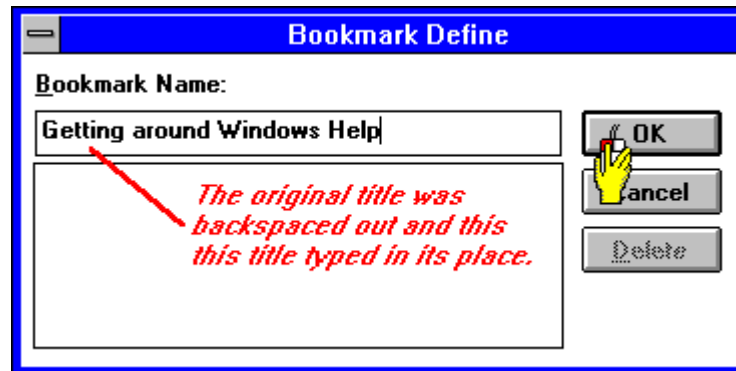 Bookmark Define
Bookmark Name:
Getting around Windows Help
OK
The original title was
backspaced out and this
this title typed in its place.
Cancel
Delete